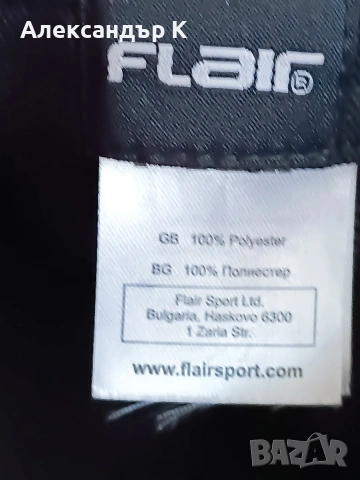 Александър К
FLAIR®
GB 100% Polyester
BG 100% Полиестер
Flair Sport Ltd.
Bulgaria, Haskovo 6300
1 Zaria Str.
www.flairsport.com
BAZAR